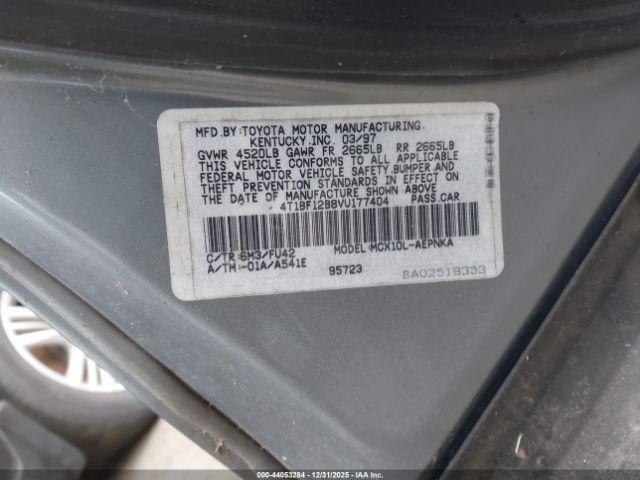 MFD.BY:TOYOTA MOTOR MANUFACTURING,
KENTUCKY,INC. 03/97
GVWR 4520LB GAWR FR 2665LB RR 2665LB
THIS VEHICLE CONFORMS TO ALL APPLICABLE
FEDERAL MOTOR VEHICLE SAFETY,BUMPER,AND
THEFT PREVENTION STANDARDS IN EFFECT ON
THE DATE OF MANUFACTURE SHOWN ABOVE
4T1BF12B8VU177404 PASS.CAR
C/TR:6M3/FU42 MODEL:MCX10L-AEPNKA
A/TM:-01A/A541E 95723 BA0251B353
000-44053284 - 12/31/2025 - © IAA Holdings, LLC